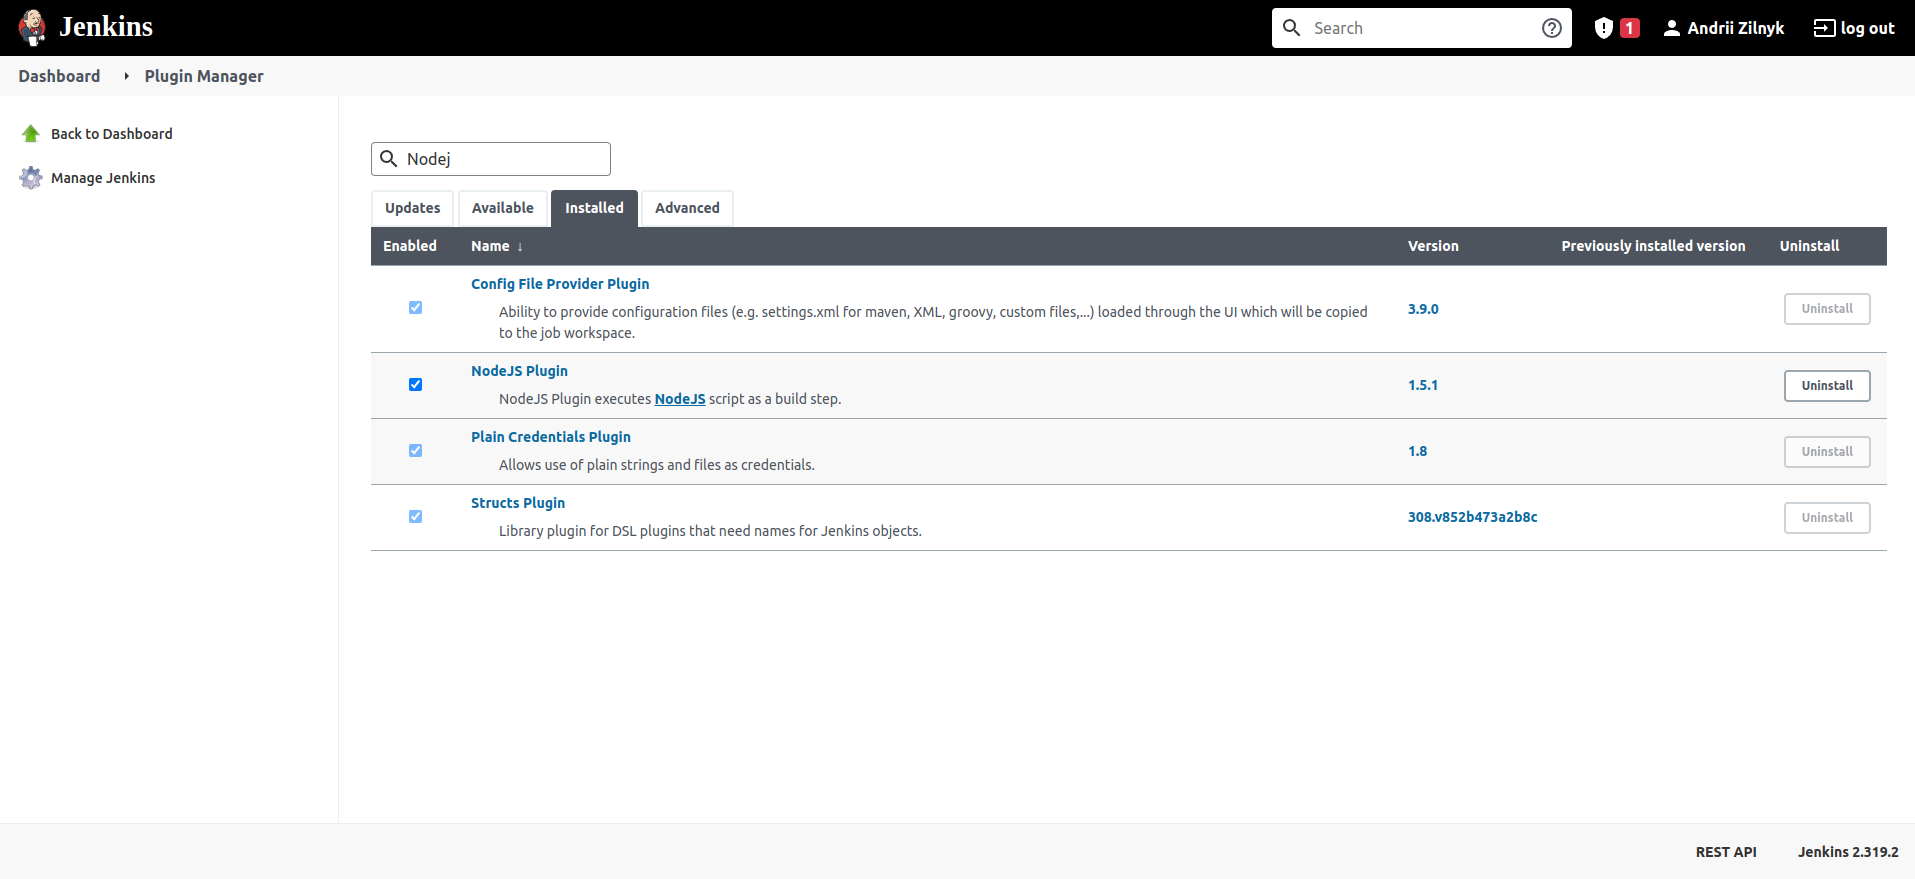 Jenkins
Search
1
Andrii Zilnyk
log out
Dashboard
Plugin Manager
Back to Dashboard
Manage Jenkins
Nodej
Updates
Available
Installed
Advanced
Enabled
Name ↓
Version
Previously installed version
Uninstall
Config File Provider Plugin
Ability to provide configuration files (e.g. settings.xml for maven, XML, groovy, custom files,...) loaded through the UI which will be copied
to the job workspace.
3.9.0
Uninstall
NodeJS Plugin
NodeJS Plugin executes NodeJS script as a build step.
1.5.1
Uninstall
Plain Credentials Plugin
Allows use of plain strings and files as credentials.
1.8
Uninstall
Structs Plugin
Library plugin for DSL plugins that need names for Jenkins objects.
308.v852b473a2b8c
Uninstall
REST API
Jenkins 2.319.2